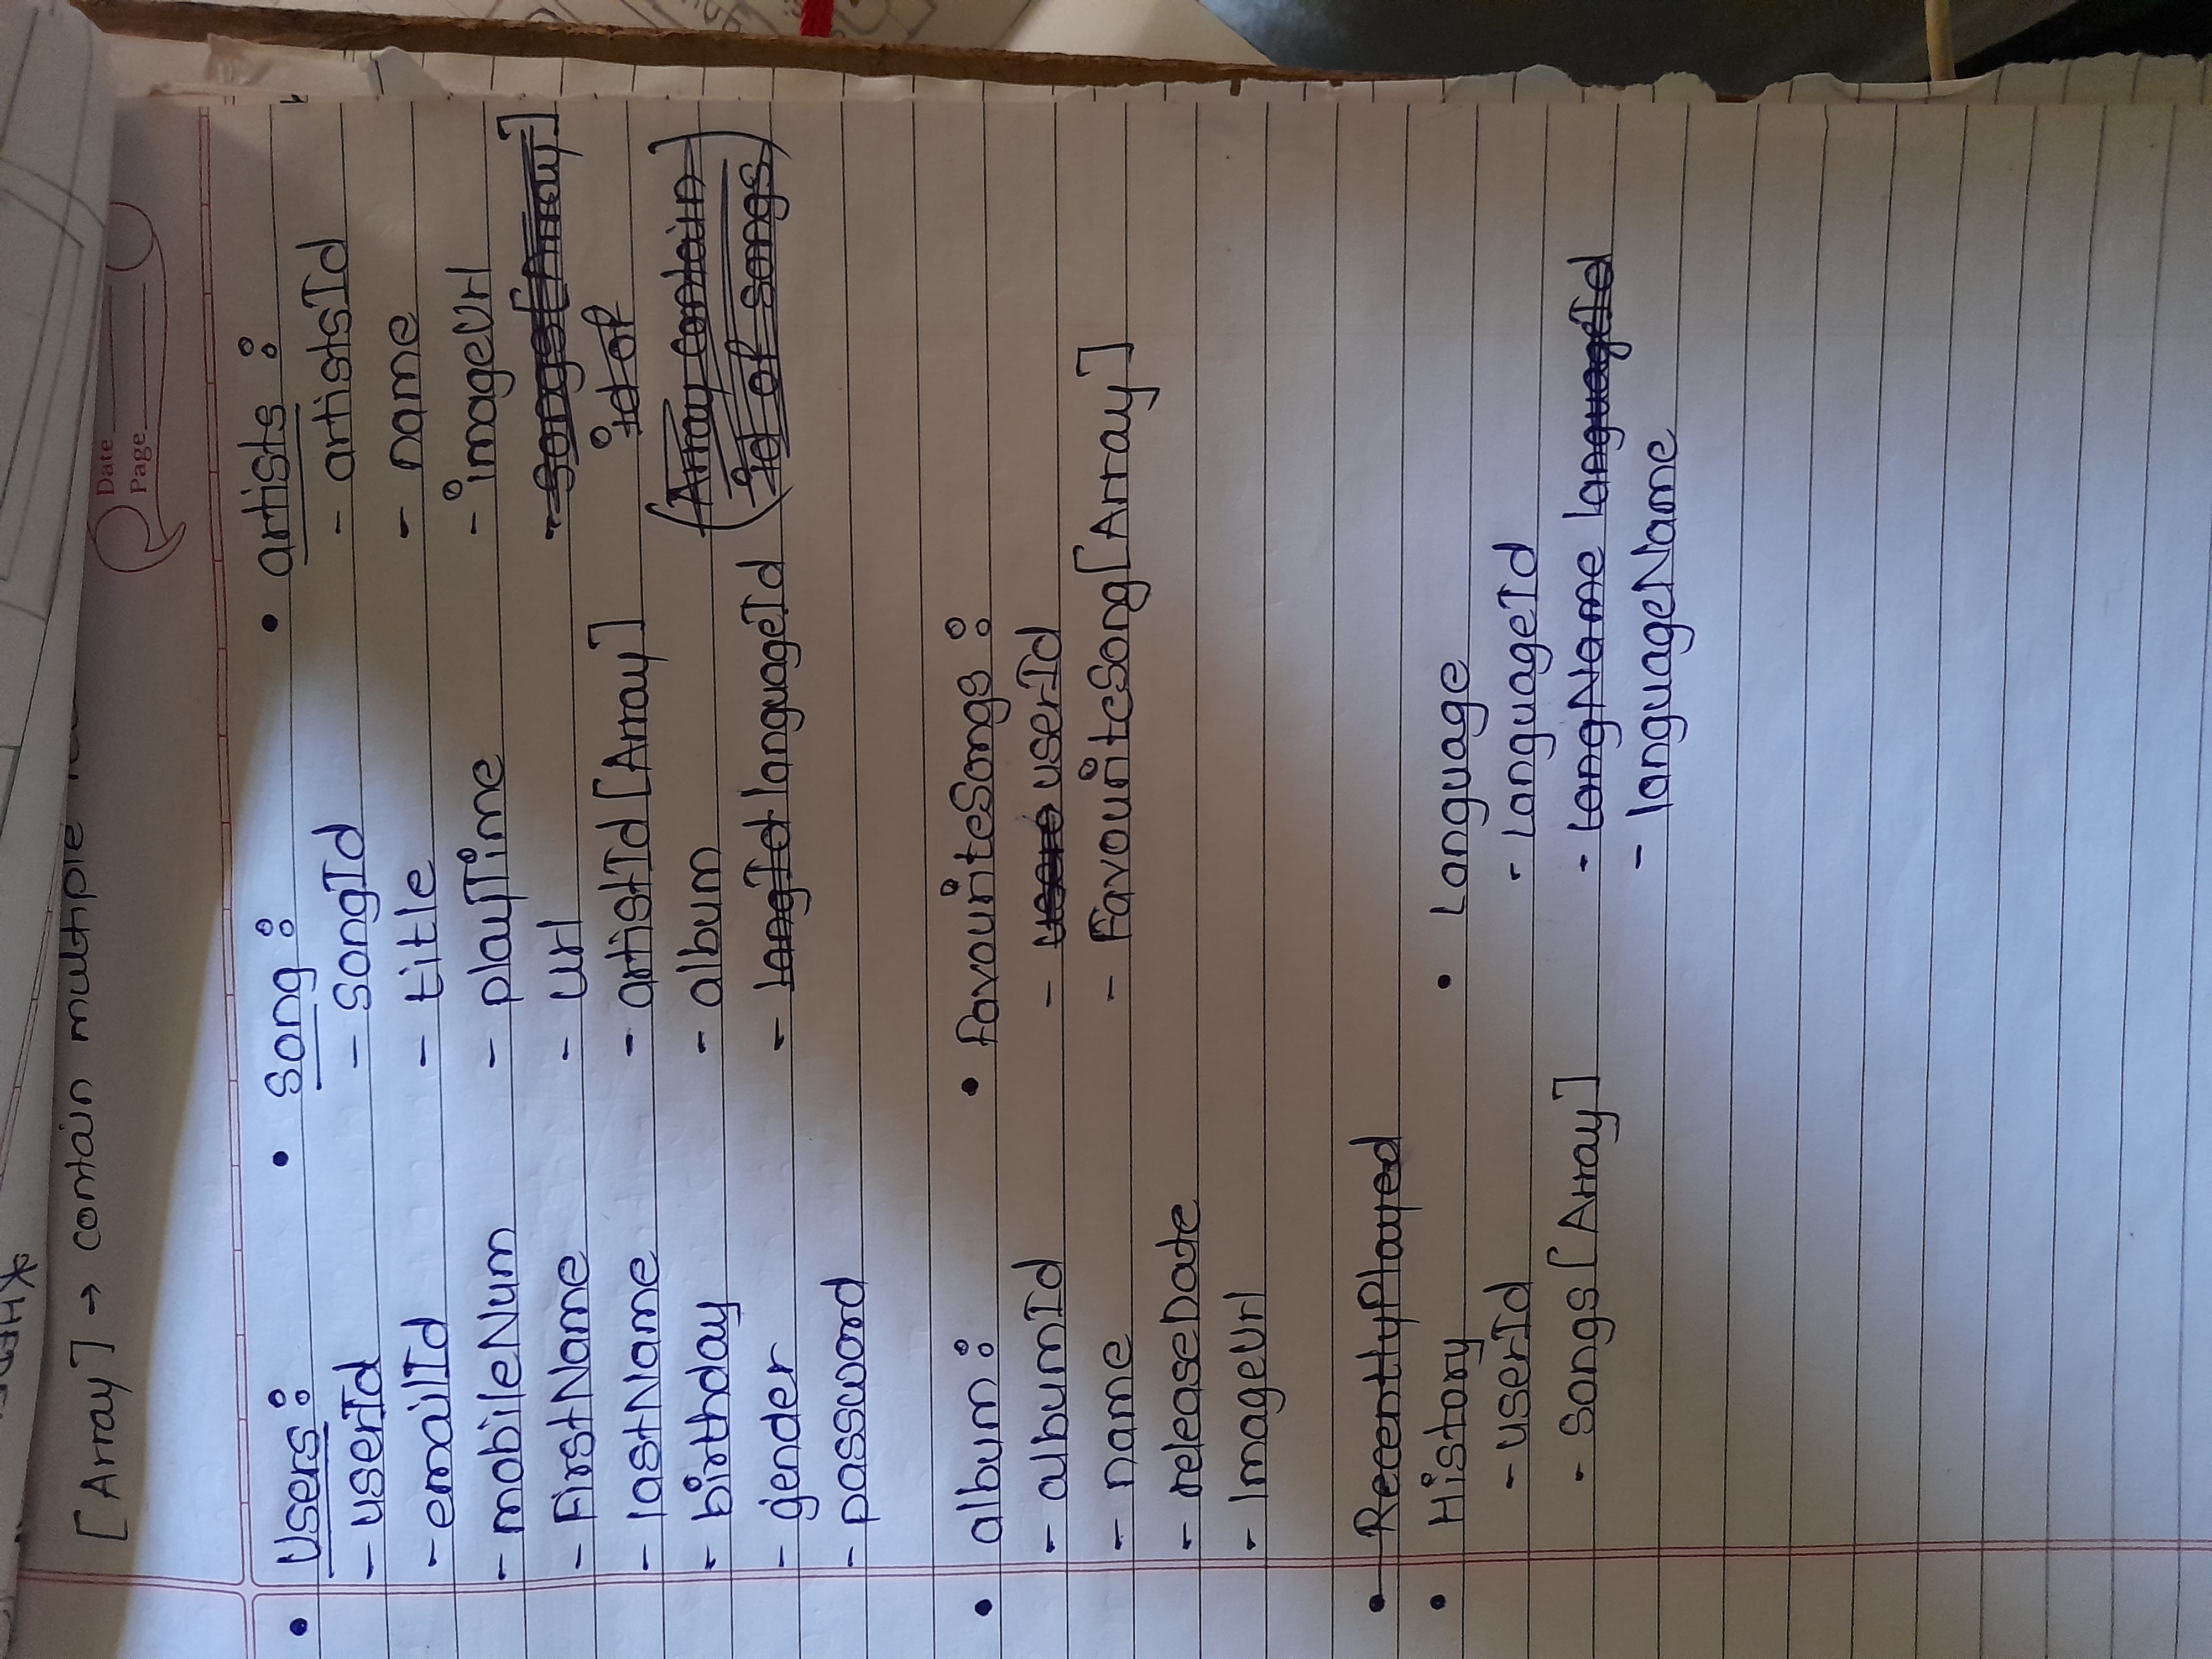 [Array] → contain multiple
Date
Page
• Users :
- userId
- emailId
- mobileNum
- FirstName
- lastName
- birthday
- gender
- password
• Song :
- SongId
- title
- playTime
- url
- artistId [Array]
- album
- langId languageId
• artists :
- artistsId
- name
- imageUrl
- songs [Array]
id of
(Array contain
id of songs)
• album :
- albumId
- name
- releaseDate
- ImageUrl
• FavouriteSongs :
- users userId
- FavouriteSong [Array]
• RecentlyPlayed
• History
- userId
- Songs [Array]
• Language
- LanguageId
- LangName languageId
- languageName